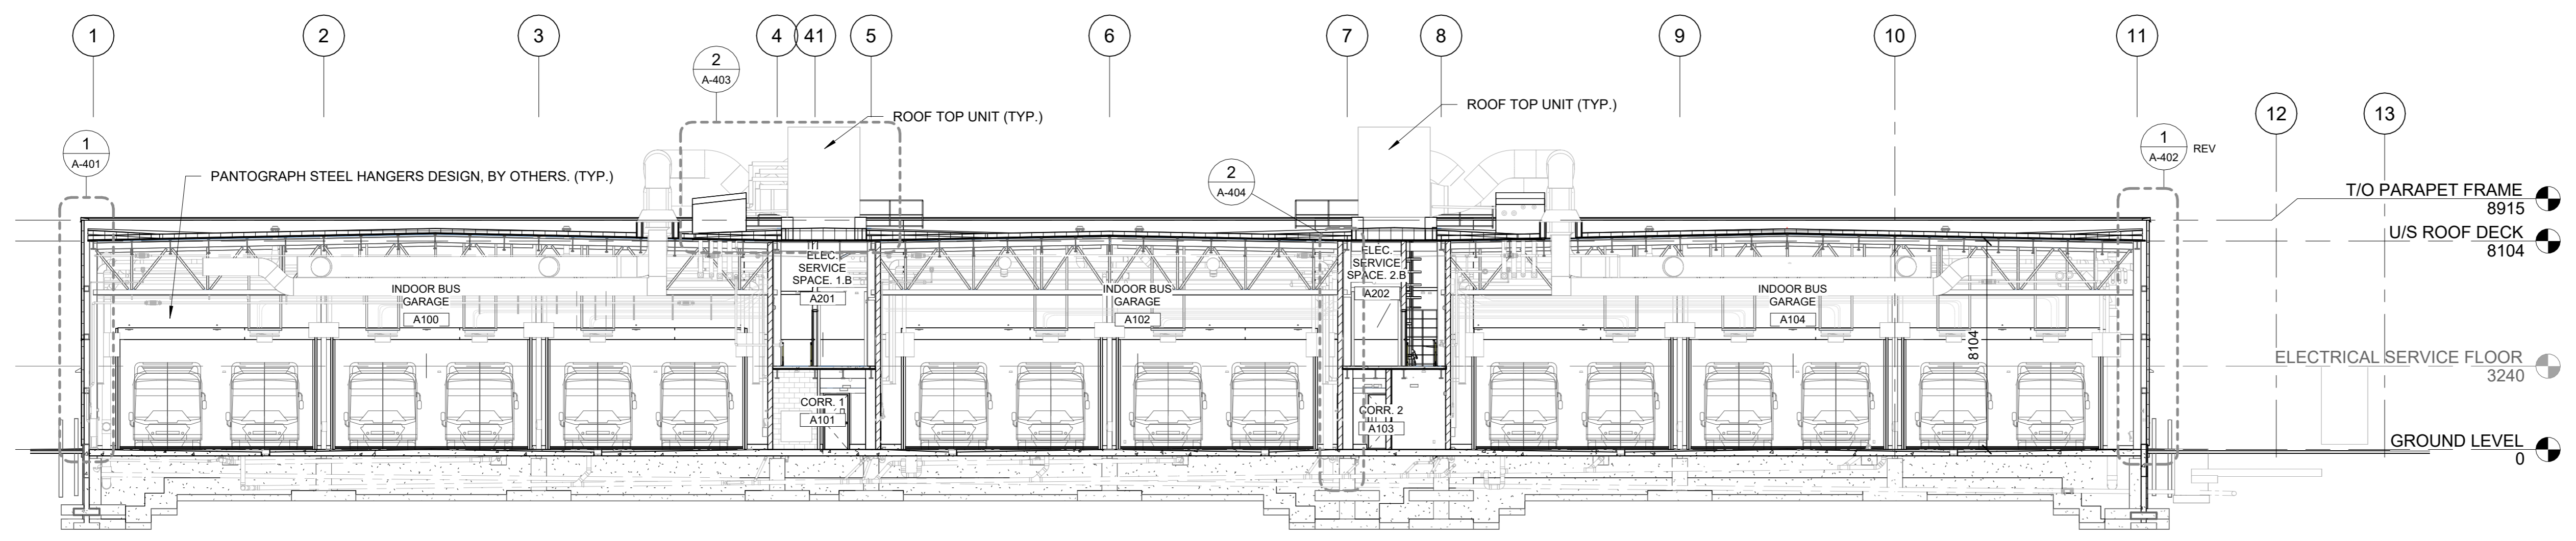 1
2
3
4
41
5
6
7
8
9
10
11
12
13
2
A-403
1
A-401
2
A-404
1
A-402
REV
ROOF TOP UNIT (TYP.)
ROOF TOP UNIT (TYP.)
PANTOGRAPH STEEL HANGERS DESIGN, BY OTHERS. (TYP.)
T/O PARAPET FRAME
8915
U/S ROOF DECK
8104
ELECTRICAL SERVICE FLOOR
3240
GROUND LEVEL
0
INDOOR BUS
GARAGE
A100
ELEC.
SERVICE
SPACE. 1.B
A201
CORR. 1
A101
INDOOR BUS
GARAGE
A102
ELEC.
SERVICE
SPACE. 2.B
A202
CORR. 2
A103
INDOOR BUS
GARAGE
A104
8104